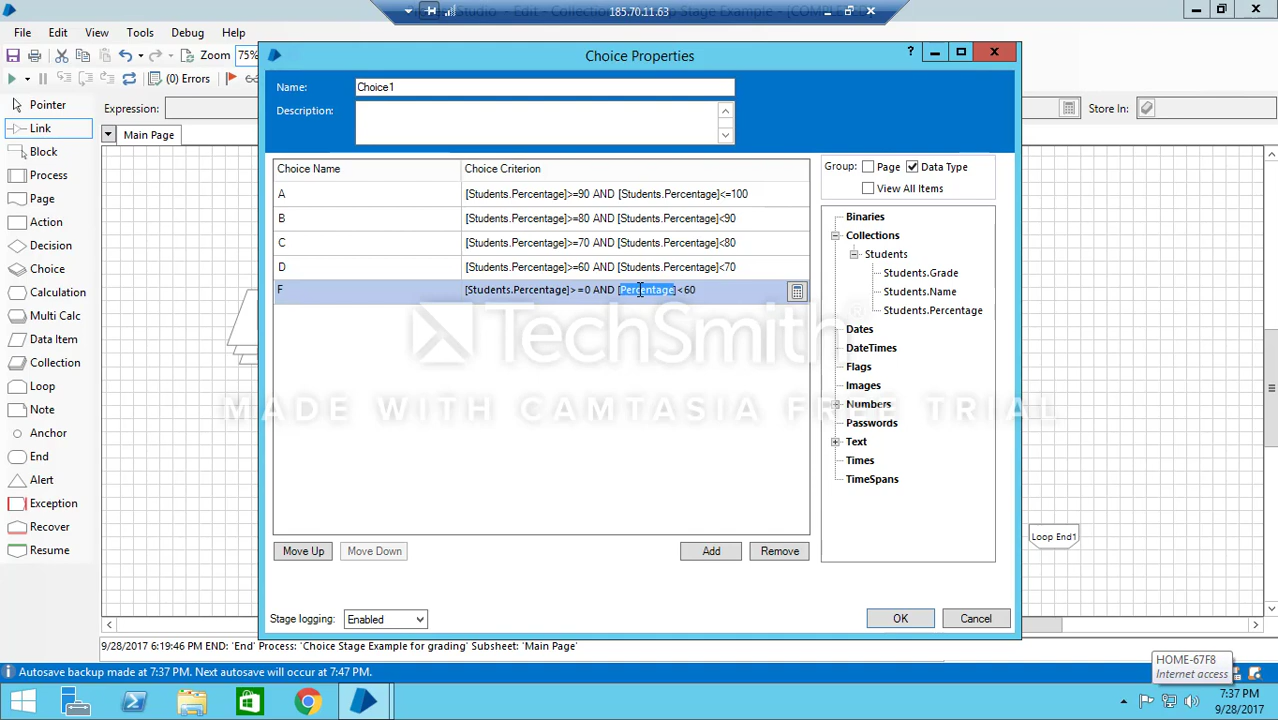 185.70.11.63
Studio - Edit - Collection Stage Example - [COMPLETED]
File Edit View Tools Debug Help
Zoom 75%
(0) Errors
Expression: Store In:
Pointer
Link
Block
Process
Page
Action
Decision
Choice
Calculation
Multi Calc
Data Item
Collection
Loop
Note
Anchor
End
Alert
Exception
Recover
Resume
Main Page
Choice Properties
?
Name: Choice1
Description:
Choice Name Choice Criterion
A [Students.Percentage]>=90 AND [Students.Percentage]<=100
B [Students.Percentage]>=80 AND [Students.Percentage]<90
C [Students.Percentage]>=70 AND [Students.Percentage]<80
D [Students.Percentage]>=60 AND [Students.Percentage]<70
F [Students.Percentage]> =0 AND [Percentage] <60
Group: Page Data Type
View All Items
Binaries
Collections
Students
Students.Grade
Students.Name
Students.Percentage
Dates
DateTimes
Flags
Images
Numbers
Passwords
Text
Times
TimeSpans
TechSmith
MADE WITH CAMTASIA FREE TRIAL
Move Up Move Down Add Remove
Stage logging: Enabled
OK Cancel
Loop End1
9/28/2017 6:19:46 PM END: 'End' Process: 'Choice Stage Example for grading' Subsheet: 'Main Page'
Autosave backup made at 7:37 PM. Next autosave will occur at 7:47 PM.
HOME-67F8
Internet access
7:37 PM
9/28/2017